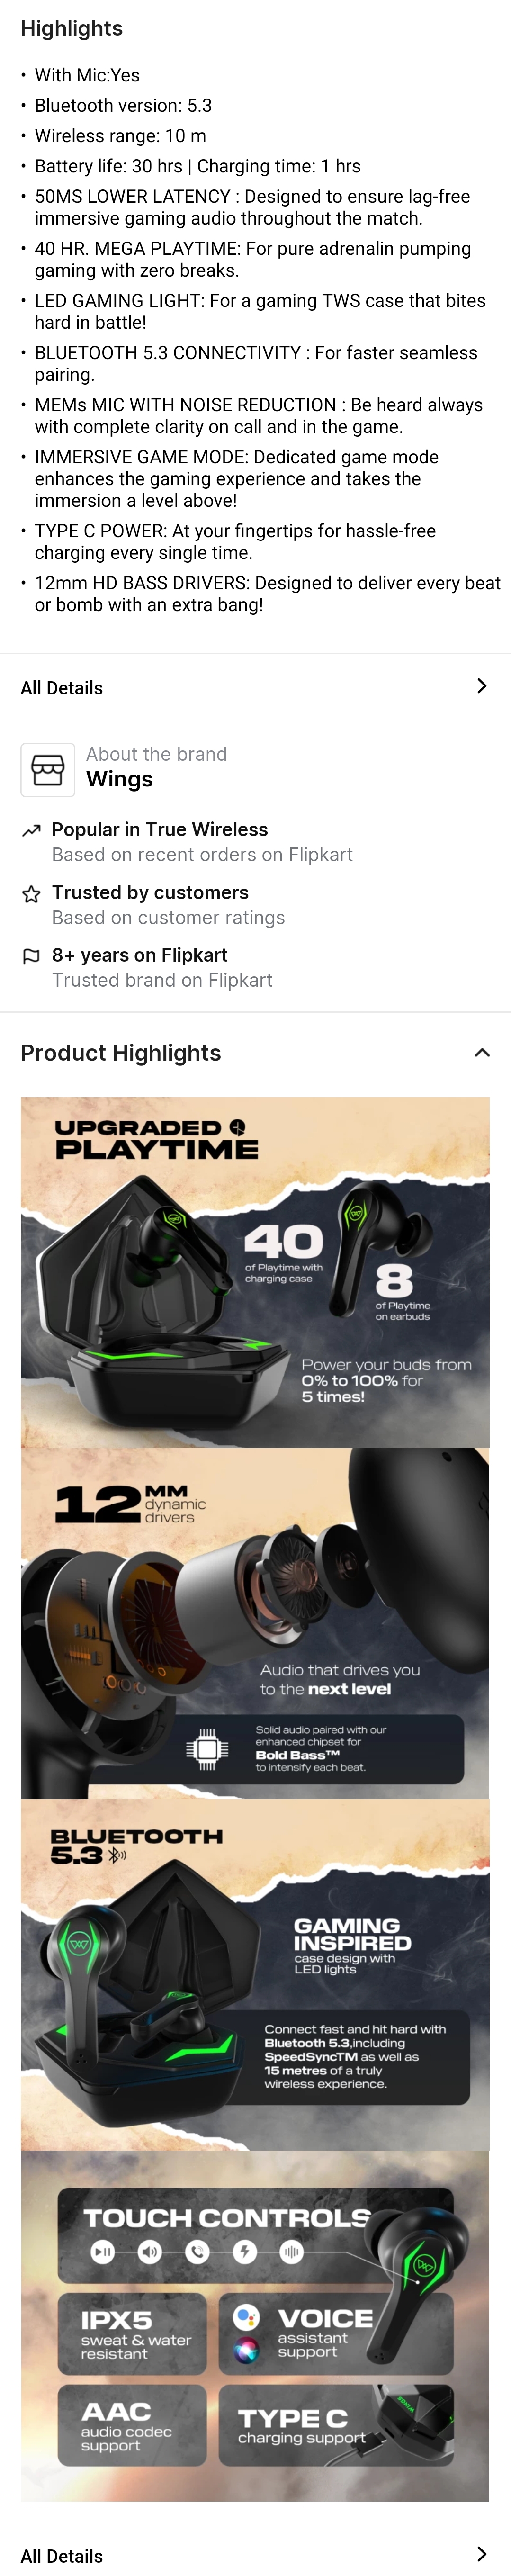 Highlights
• With Mic:Yes
• Bluetooth version: 5.3
• Wireless range: 10 m
• Battery life: 30 hrs | Charging time: 1 hrs
• 50MS LOWER LATENCY : Designed to ensure lag-free
immersive gaming audio throughout the match.
• 40 HR. MEGA PLAYTIME: For pure adrenalin pumping
gaming with zero breaks.
• LED GAMING LIGHT: For a gaming TWS case that bites
hard in battle!
• BLUETOOTH 5.3 CONNECTIVITY : For faster seamless
pairing.
• MEMs MIC WITH NOISE REDUCTION : Be heard always
with complete clarity on call and in the game.
• IMMERSIVE GAME MODE: Dedicated game mode
enhances the gaming experience and takes the
immersion a level above!
• TYPE C POWER: At your fingertips for hassle-free
charging every single time.
• 12mm HD BASS DRIVERS: Designed to deliver every beat
or bomb with an extra bang!
All Details
About the brand
Wings
Popular in True Wireless
Based on recent orders on Flipkart
Trusted by customers
Based on customer ratings
8+ years on Flipkart
Trusted brand on Flipkart
Product Highlights
UPGRADED
PLAYTIME
40
of Playtime with
charging case
8
of Playtime
on earbuds
Power your buds from
0% to 100% for
5 times!
12 MM
dynamic
drivers
Audio that drives you
to the next level
Solid audio paired with our
enhanced chipset for
Bold Bass™
to intensify each beat.
BLUETOOTH
5.3
GAMING
INSPIRED
case design with
LED lights
Connect fast and hit hard with
Bluetooth 5.3,including
SpeedSyncTM as well as
15 metres of a truly
wireless experience.
TOUCH CONTROLS
IPX5
sweat & water
resistant
VOICE
assistant
support
AAC
audio codec
support
TYPE C
charging support
All Details